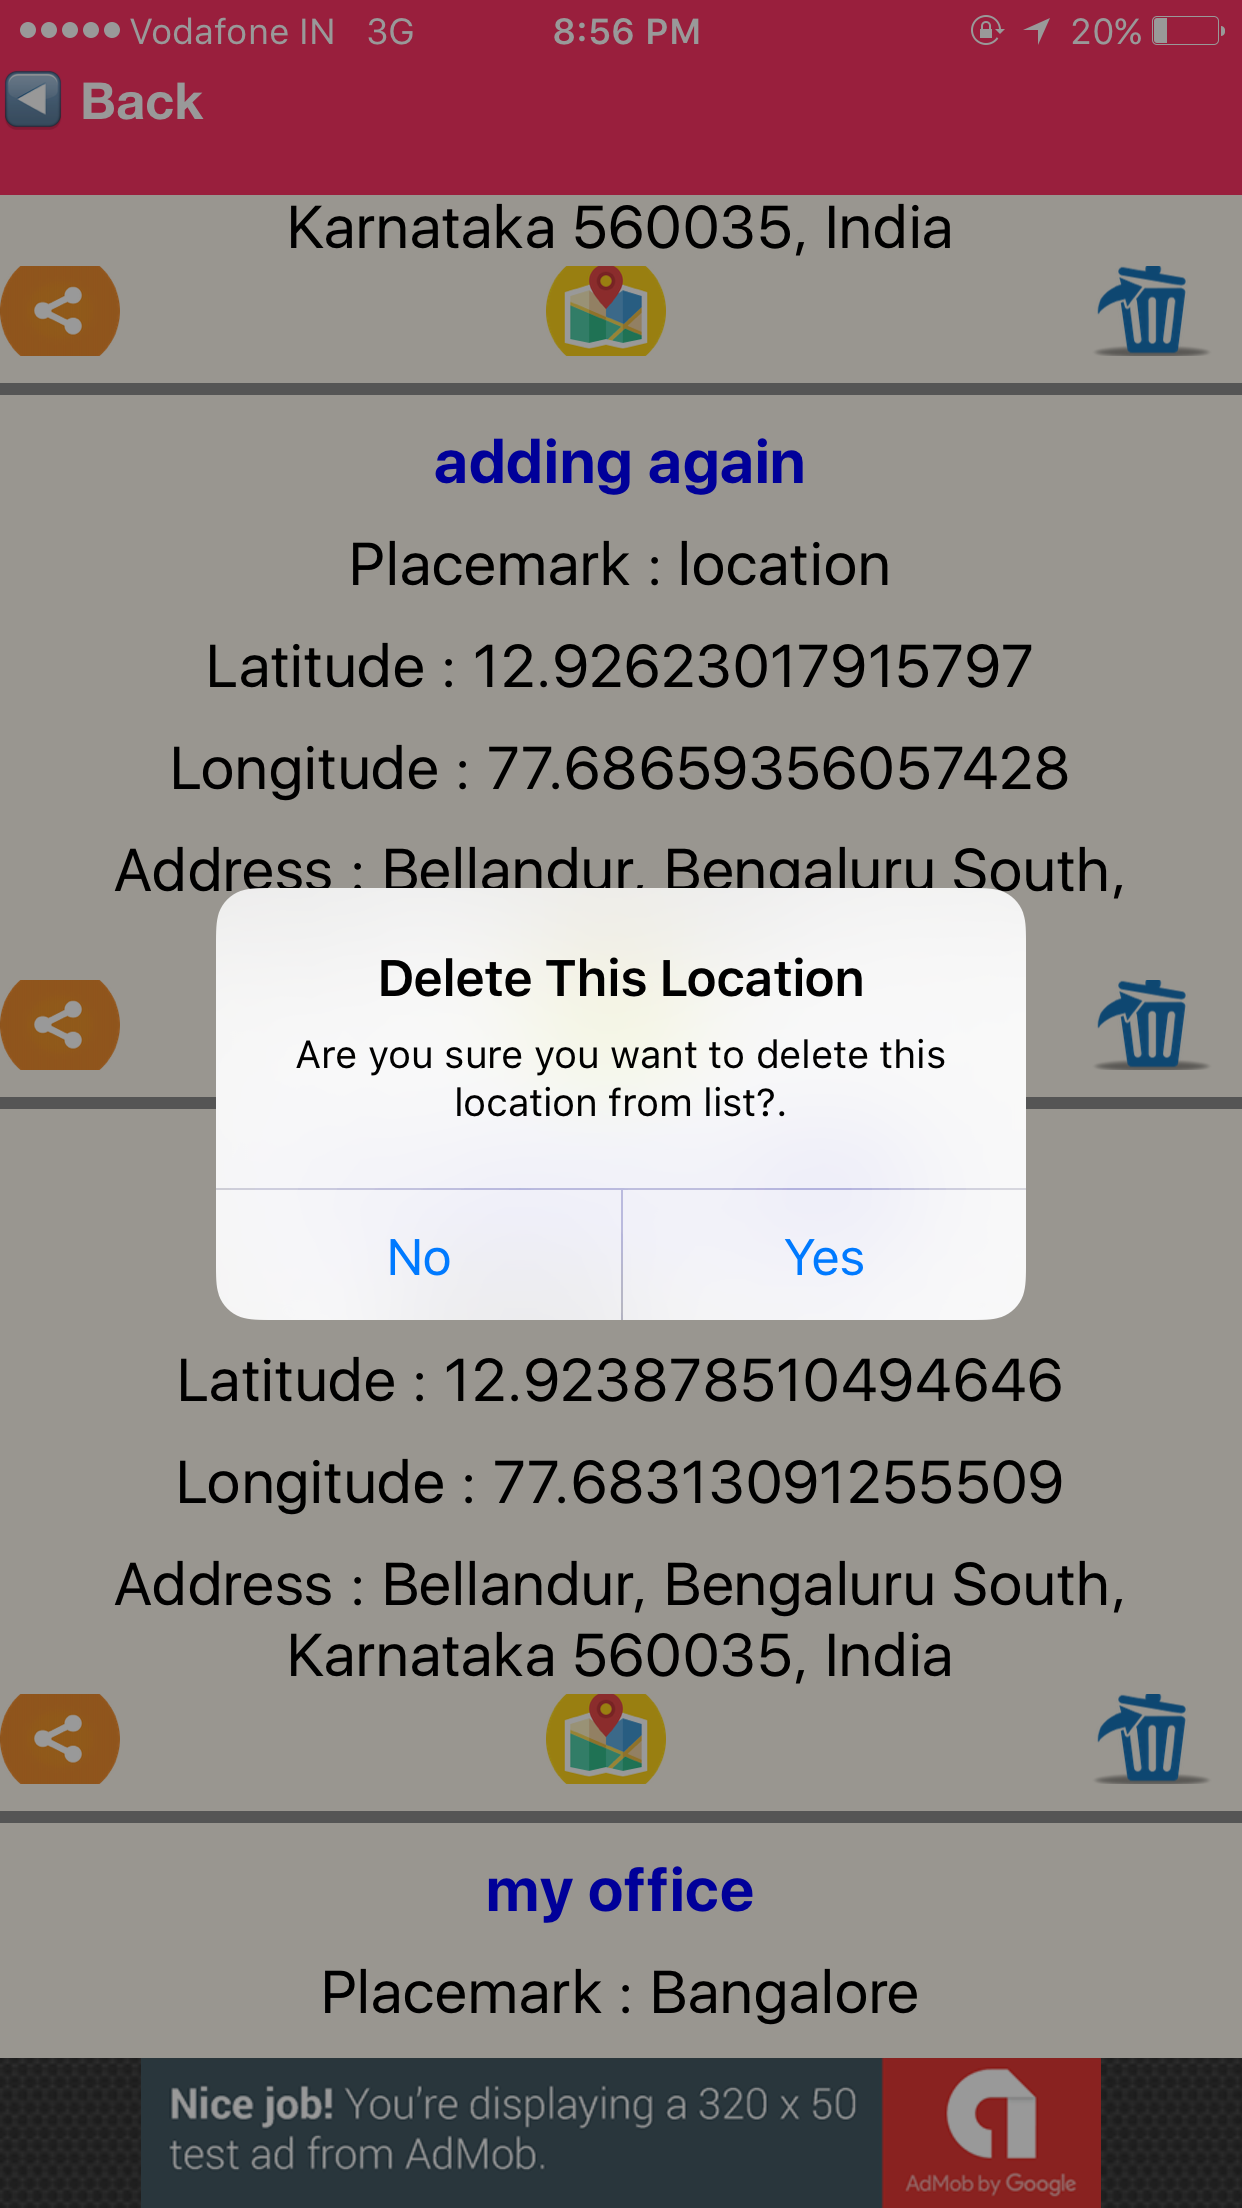 Vodafone IN 3G 8:56 PM 20%
Back
Karnataka 560035, India
adding again
Placemark : location
Latitude : 12.92623017915797
Longitude : 77.68659356057428
Address : Bellandur, Bengaluru South,
Delete This Location
Are you sure you want to delete this
location from list?.
No Yes
Latitude : 12.923878510494646
Longitude : 77.68313091255509
Address : Bellandur, Bengaluru South,
Karnataka 560035, India
my office
Placemark : Bangalore
Nice job! You're displaying a 320 x 50
test ad from AdMob.
AdMob by Google